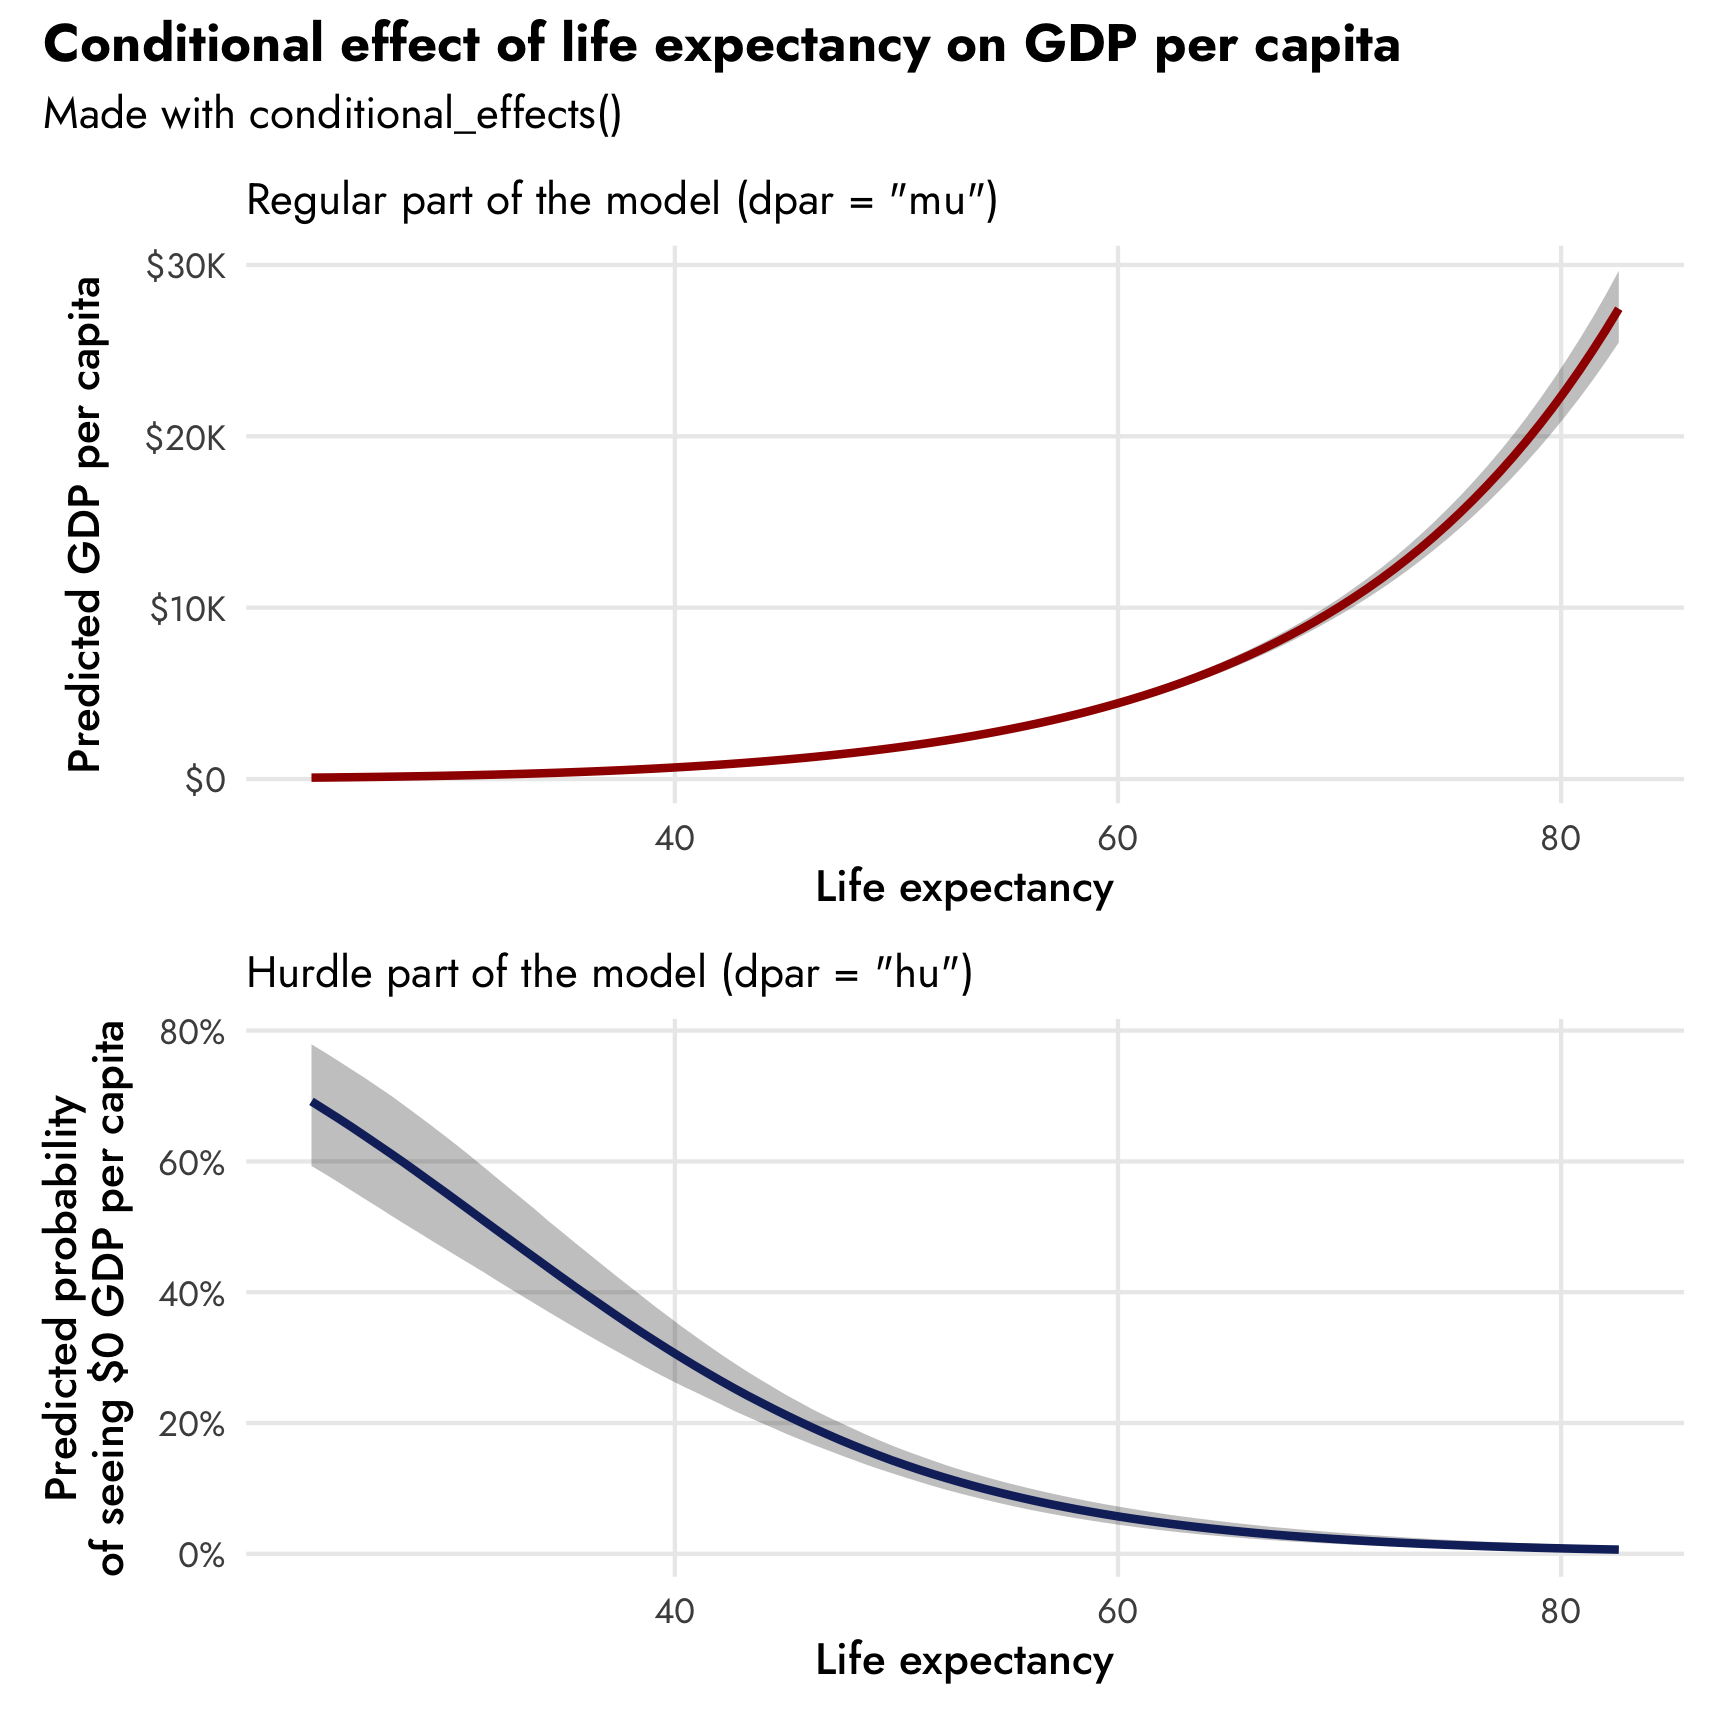 Conditional effect of life expectancy on GDP per capita
Made with conditional_effects()
Regular part of the model (dpar = "mu")
Predicted GDP per capita
$30K
$20K
$10K
$0
40 60 80
Life expectancy
Hurdle part of the model (dpar = "hu")
Predicted probability
of seeing $0 GDP per capita
80%
60%
40%
20%
0%
40 60 80
Life expectancy